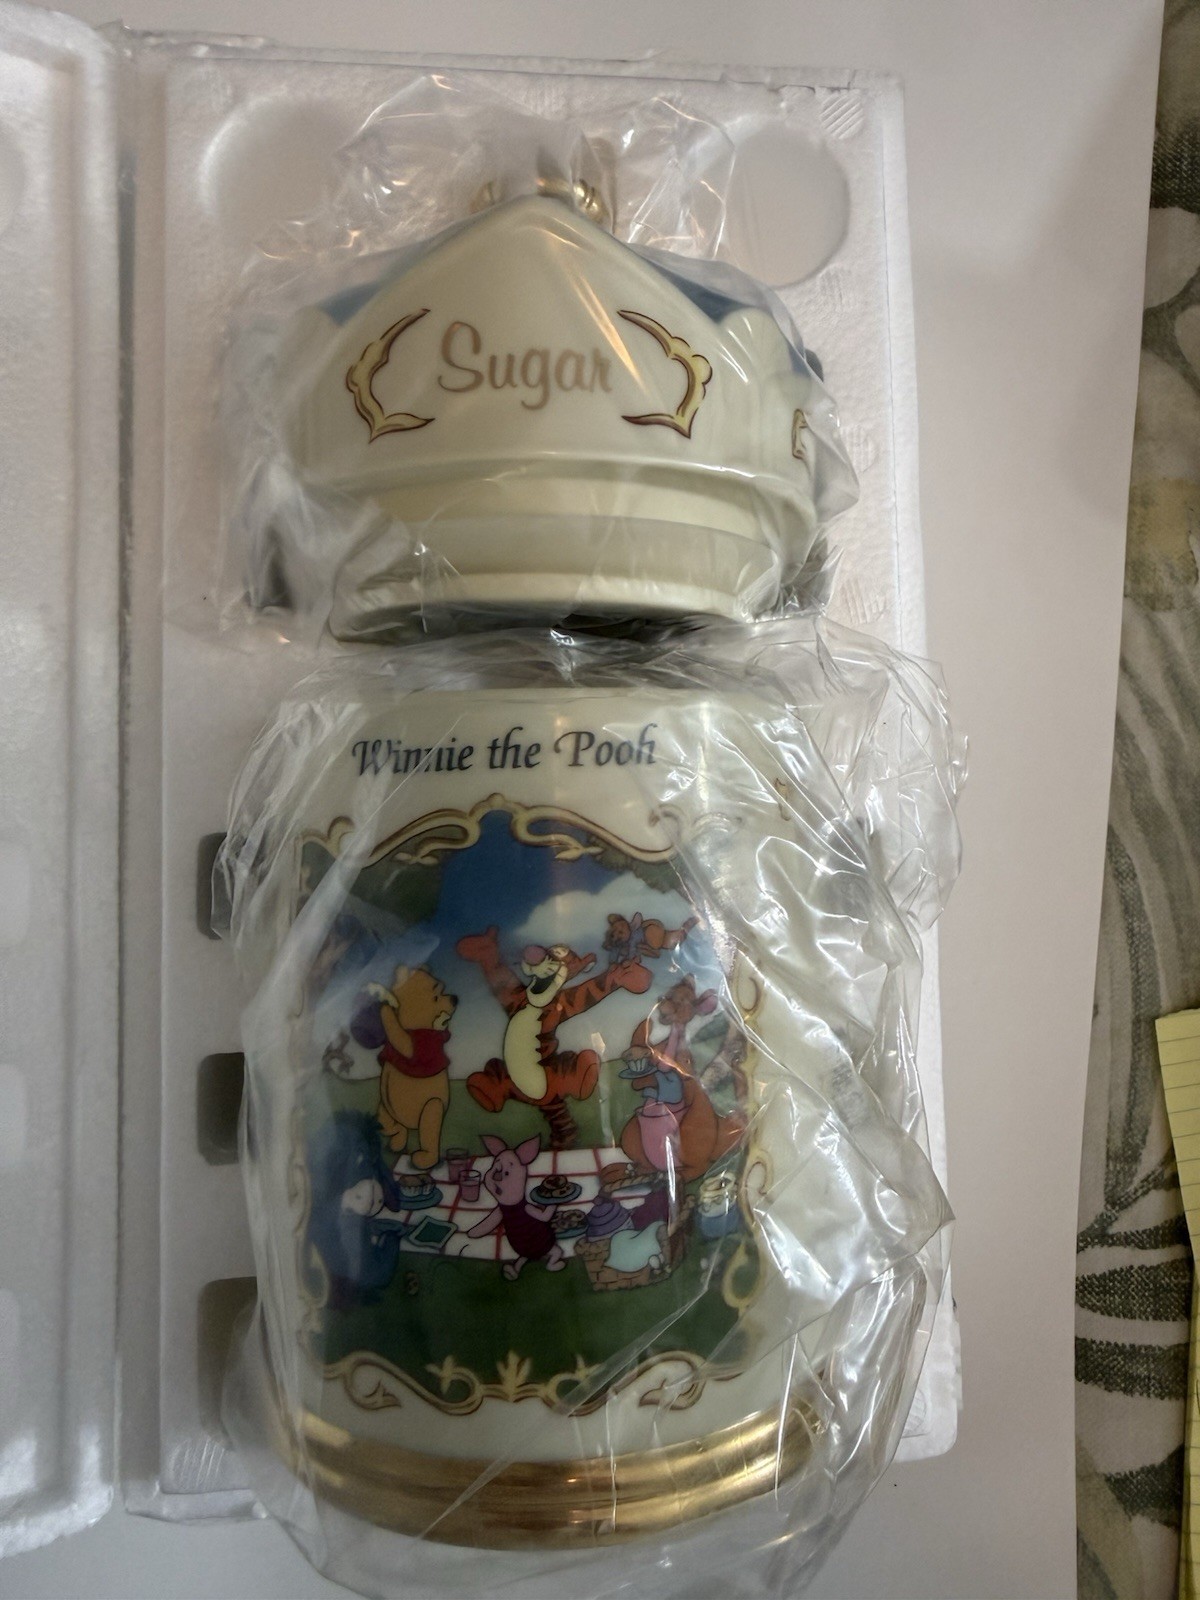 Sugar
Winnie the Pooh